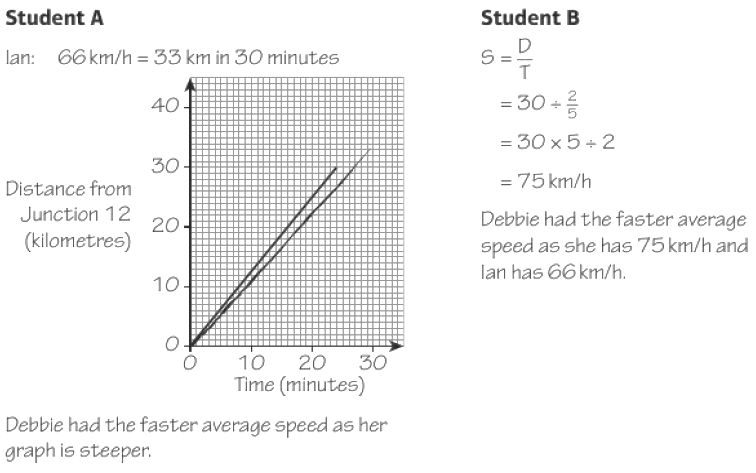 Student A
Ian: 66 km/h = 33 km in 30 minutes
40
30
20
10
0
Distance from
Junction 12
(kilometres)
0 10 20 30
Time (minutes)
Debbie had the faster average speed as her
graph is steeper.
Student B
S = D/T
= 30 ÷ 2/5
= 30 × 5 ÷ 2
= 75 km/h
Debbie had the faster average
speed as she has 75 km/h and
Ian has 66 km/h.